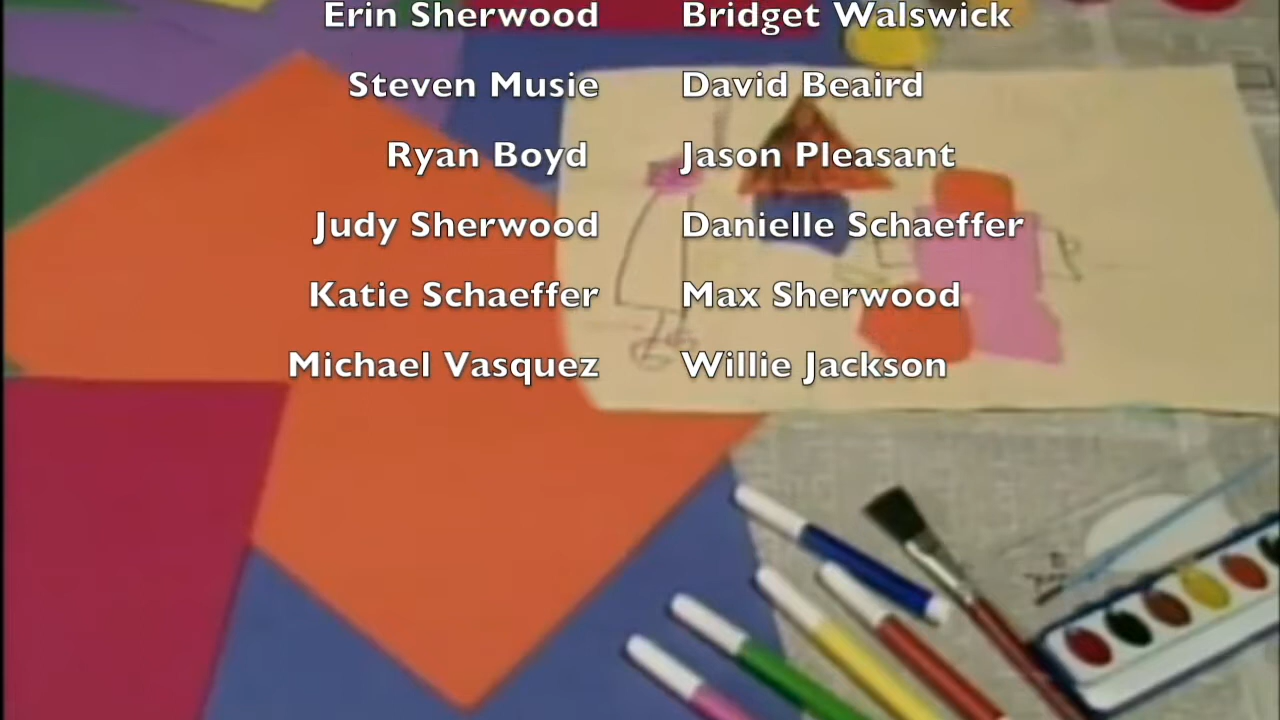 Erin Sherwood Bridget Walswick
Steven Musie David Beaird
Ryan Boyd Jason Pleasant
Judy Sherwood Danielle Schaeffer
Katie Schaeffer Max Sherwood
Michael Vasquez Willie Jackson